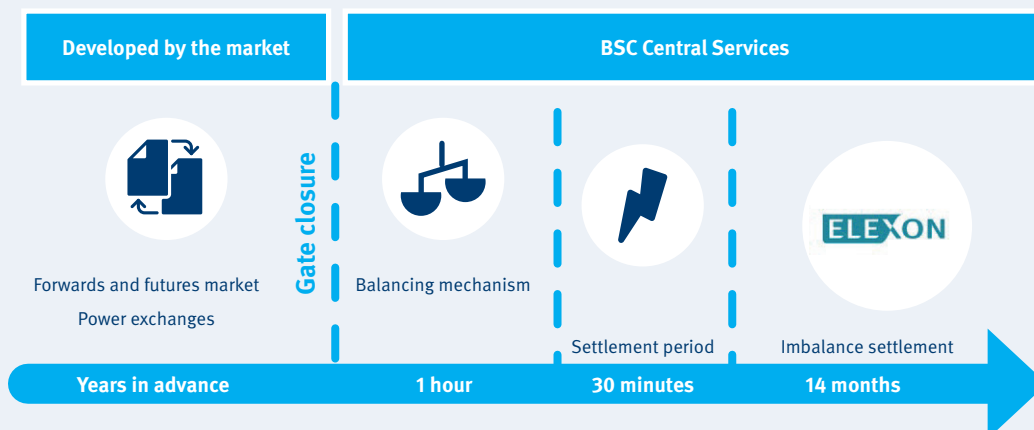 Developed by the market
BSC Central Services
Gate closure
ELEXON
Forwards and futures market
Power exchanges
Balancing mechanism
Settlement period
Imbalance settlement
Years in advance
1 hour
30 minutes
14 months